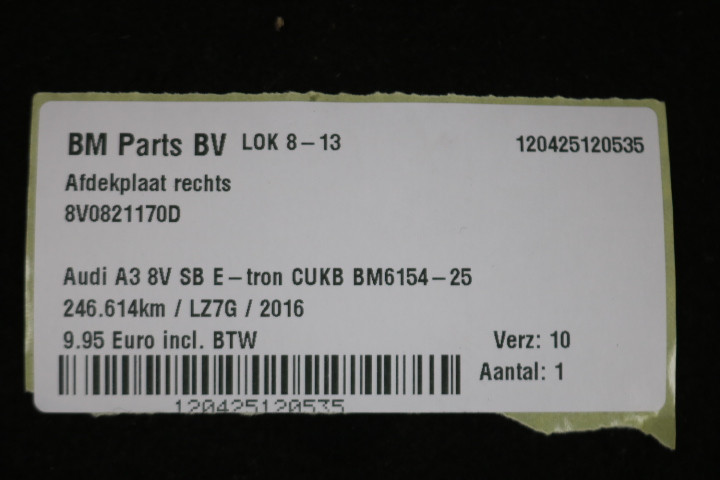 BM Parts BV LOK 8-13 120425120535
Afdekplaat rechts
8V0821170D
Audi A3 8V SB E-tron CUKB BM6154-25
246.614km / LZ7G / 2016
9.95 Euro incl. BTW Verz: 10
Aantal: 1
120425120535